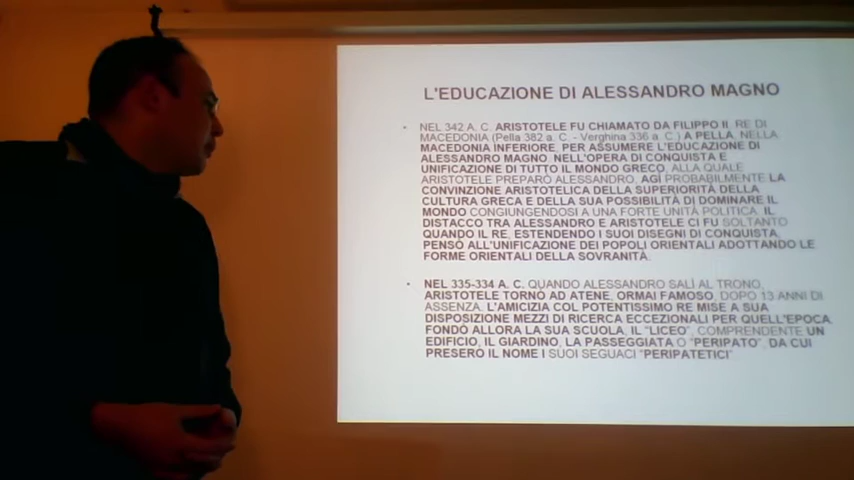 L'EDUCAZIONE DI ALESSANDRO MAGNO
• NEL 342 A. C. ARISTOTELE FU CHIAMATO DA FILIPPO II, RE DI
MACEDONIA (Pella 382 a. C. - Verghina 336 a. C. ) A PELLA, NELLA
MACEDONIA INFERIORE, PER ASSUMERE L'EDUCAZIONE DI
ALESSANDRO MAGNO, NELL'OPERA DI CONQUISTA E
UNIFICAZIONE DI TUTTO IL MONDO GRECO, ALLA QUALE
ARISTOTELE PREPARÒ ALESSANDRO, AGÌ PROBABILMENTE LA
CONVINZIONE ARISTOTELICA DELLA SUPERIORITÀ DELLA
CULTURA GRECA E DELLA SUA POSSIBILITÀ DI DOMINARE IL
MONDO CONGIUNGENDOSI A UNA FORTE UNITÀ POLITICA. IL
DISTACCO TRA ALESSANDRO E ARISTOTELE CI FU SOLTANTO
QUANDO IL RE, ESTENDENDO I SUOI DISEGNI DI CONQUISTA,
PENSÒ ALL'UNIFICAZIONE DEI POPOLI ORIENTALI ADOTTANTO LE
FORME ORIENTALI DELLA SOVRANITÀ.
• NEL 335-334 A. C. QUANDO ALESSANDRO SALÌ AL TRONO,
ARISTOTELE TORNÒ AD ATENE, ORMAI FAMOSO, DOPO 13 ANNI DI
ASSENZA. L'AMICIZIA COL POTENTISSIMO RE MISE A SUA
DISPOSIZIONE MEZZI DI RICERCA ECCEZIONALI PER QUELL'EPOCA.
FONDÒ ALLORA LA SUA SCUOLA, IL "LICEO", COMPRENDENTE UN
EDIFICIO, IL GIARDINO, LA PASSEGGIATA O "PERIPATO", DA CUI
PRESERO IL NOME I SUOI SEGUACI "PERIPATETICI"